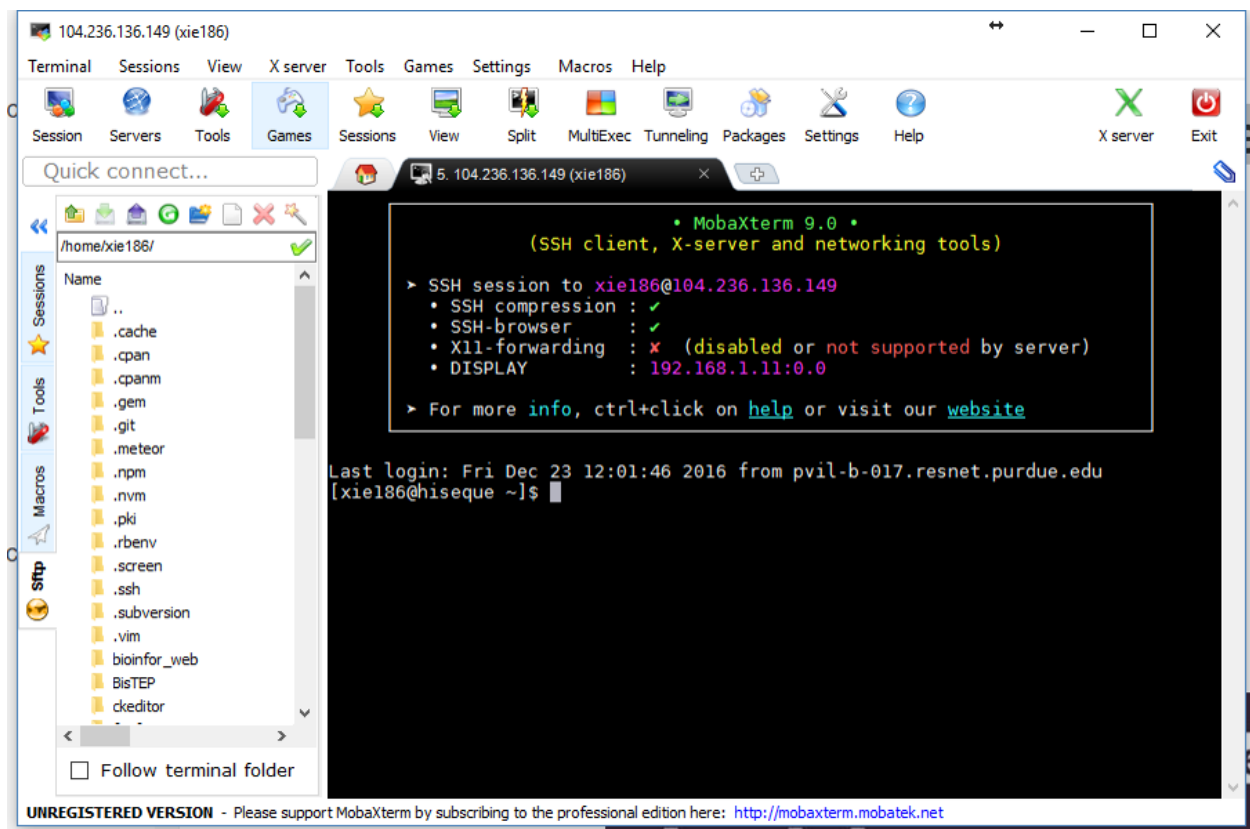 104.236.136.149 (xie186)
Terminal Sessions View X server Tools Games Settings Macros Help
Session Servers Tools Games Sessions View Split MultiExec Tunneling Packages Settings Help X server Exit
Quick connect...
5. 104.236.136.149 (xie186)
/home/xie186/
Name
..
.cache
.cpan
.cpanm
.gem
.git
.meteor
.npm
.nvm
.pki
.rbenv
.screen
.ssh
.subversion
.vim
bioinfor_web
BisTEP
ckeditor
Follow terminal folder
Sessions
Tools
Macros
Sftp
• MobaXterm 9.0 •
(SSH client, X-server and networking tools)
➤ SSH session to xie186@104.236.136.149
• SSH compression : ✔
• SSH-browser : ✔
• X11-forwarding : ✘ (disabled or not supported by server)
• DISPLAY : 192.168.1.11:0.0
➤ For more info, ctrl+click on help or visit our website
Last login: Fri Dec 23 12:01:46 2016 from pvil-b-017.resnet.purdue.edu
[xie186@hiseque ~]$
UNREGISTERED VERSION - Please support MobaXterm by subscribing to the professional edition here: http://mobaxterm.mobatek.net